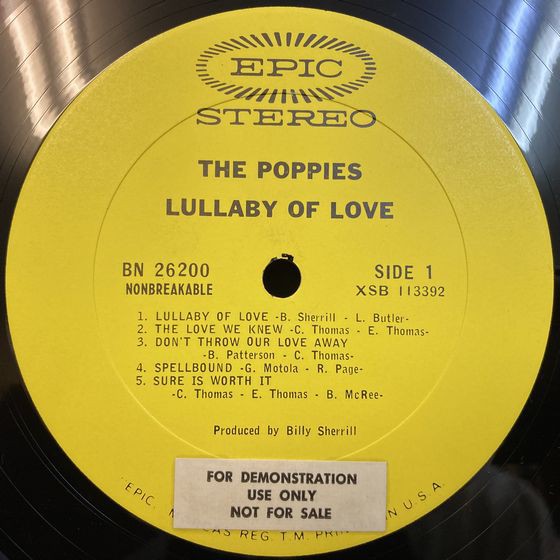 EPIC
STEREO
THE POPPIES
LULLABY OF LOVE
BN 26200
NONBREAKABLE
SIDE 1
XSB 113392
1. LULLABY OF LOVE -B. Sherrill - L. Butler-
2. THE LOVE WE KNEW -C. Thomas - E. Thomas-
3. DON'T THROW OUR LOVE AWAY
-B. Patterson - C. Thomas-
4. SPELLBOUND -G. Motola - R. Page-
5. SURE IS WORTH IT
-C. Thomas - E. Thomas - B. McRee-
Produced by Billy Sherrill
FOR DEMONSTRATION
USE ONLY
NOT FOR SALE
EPIC, REG. T.M. U.S.A.